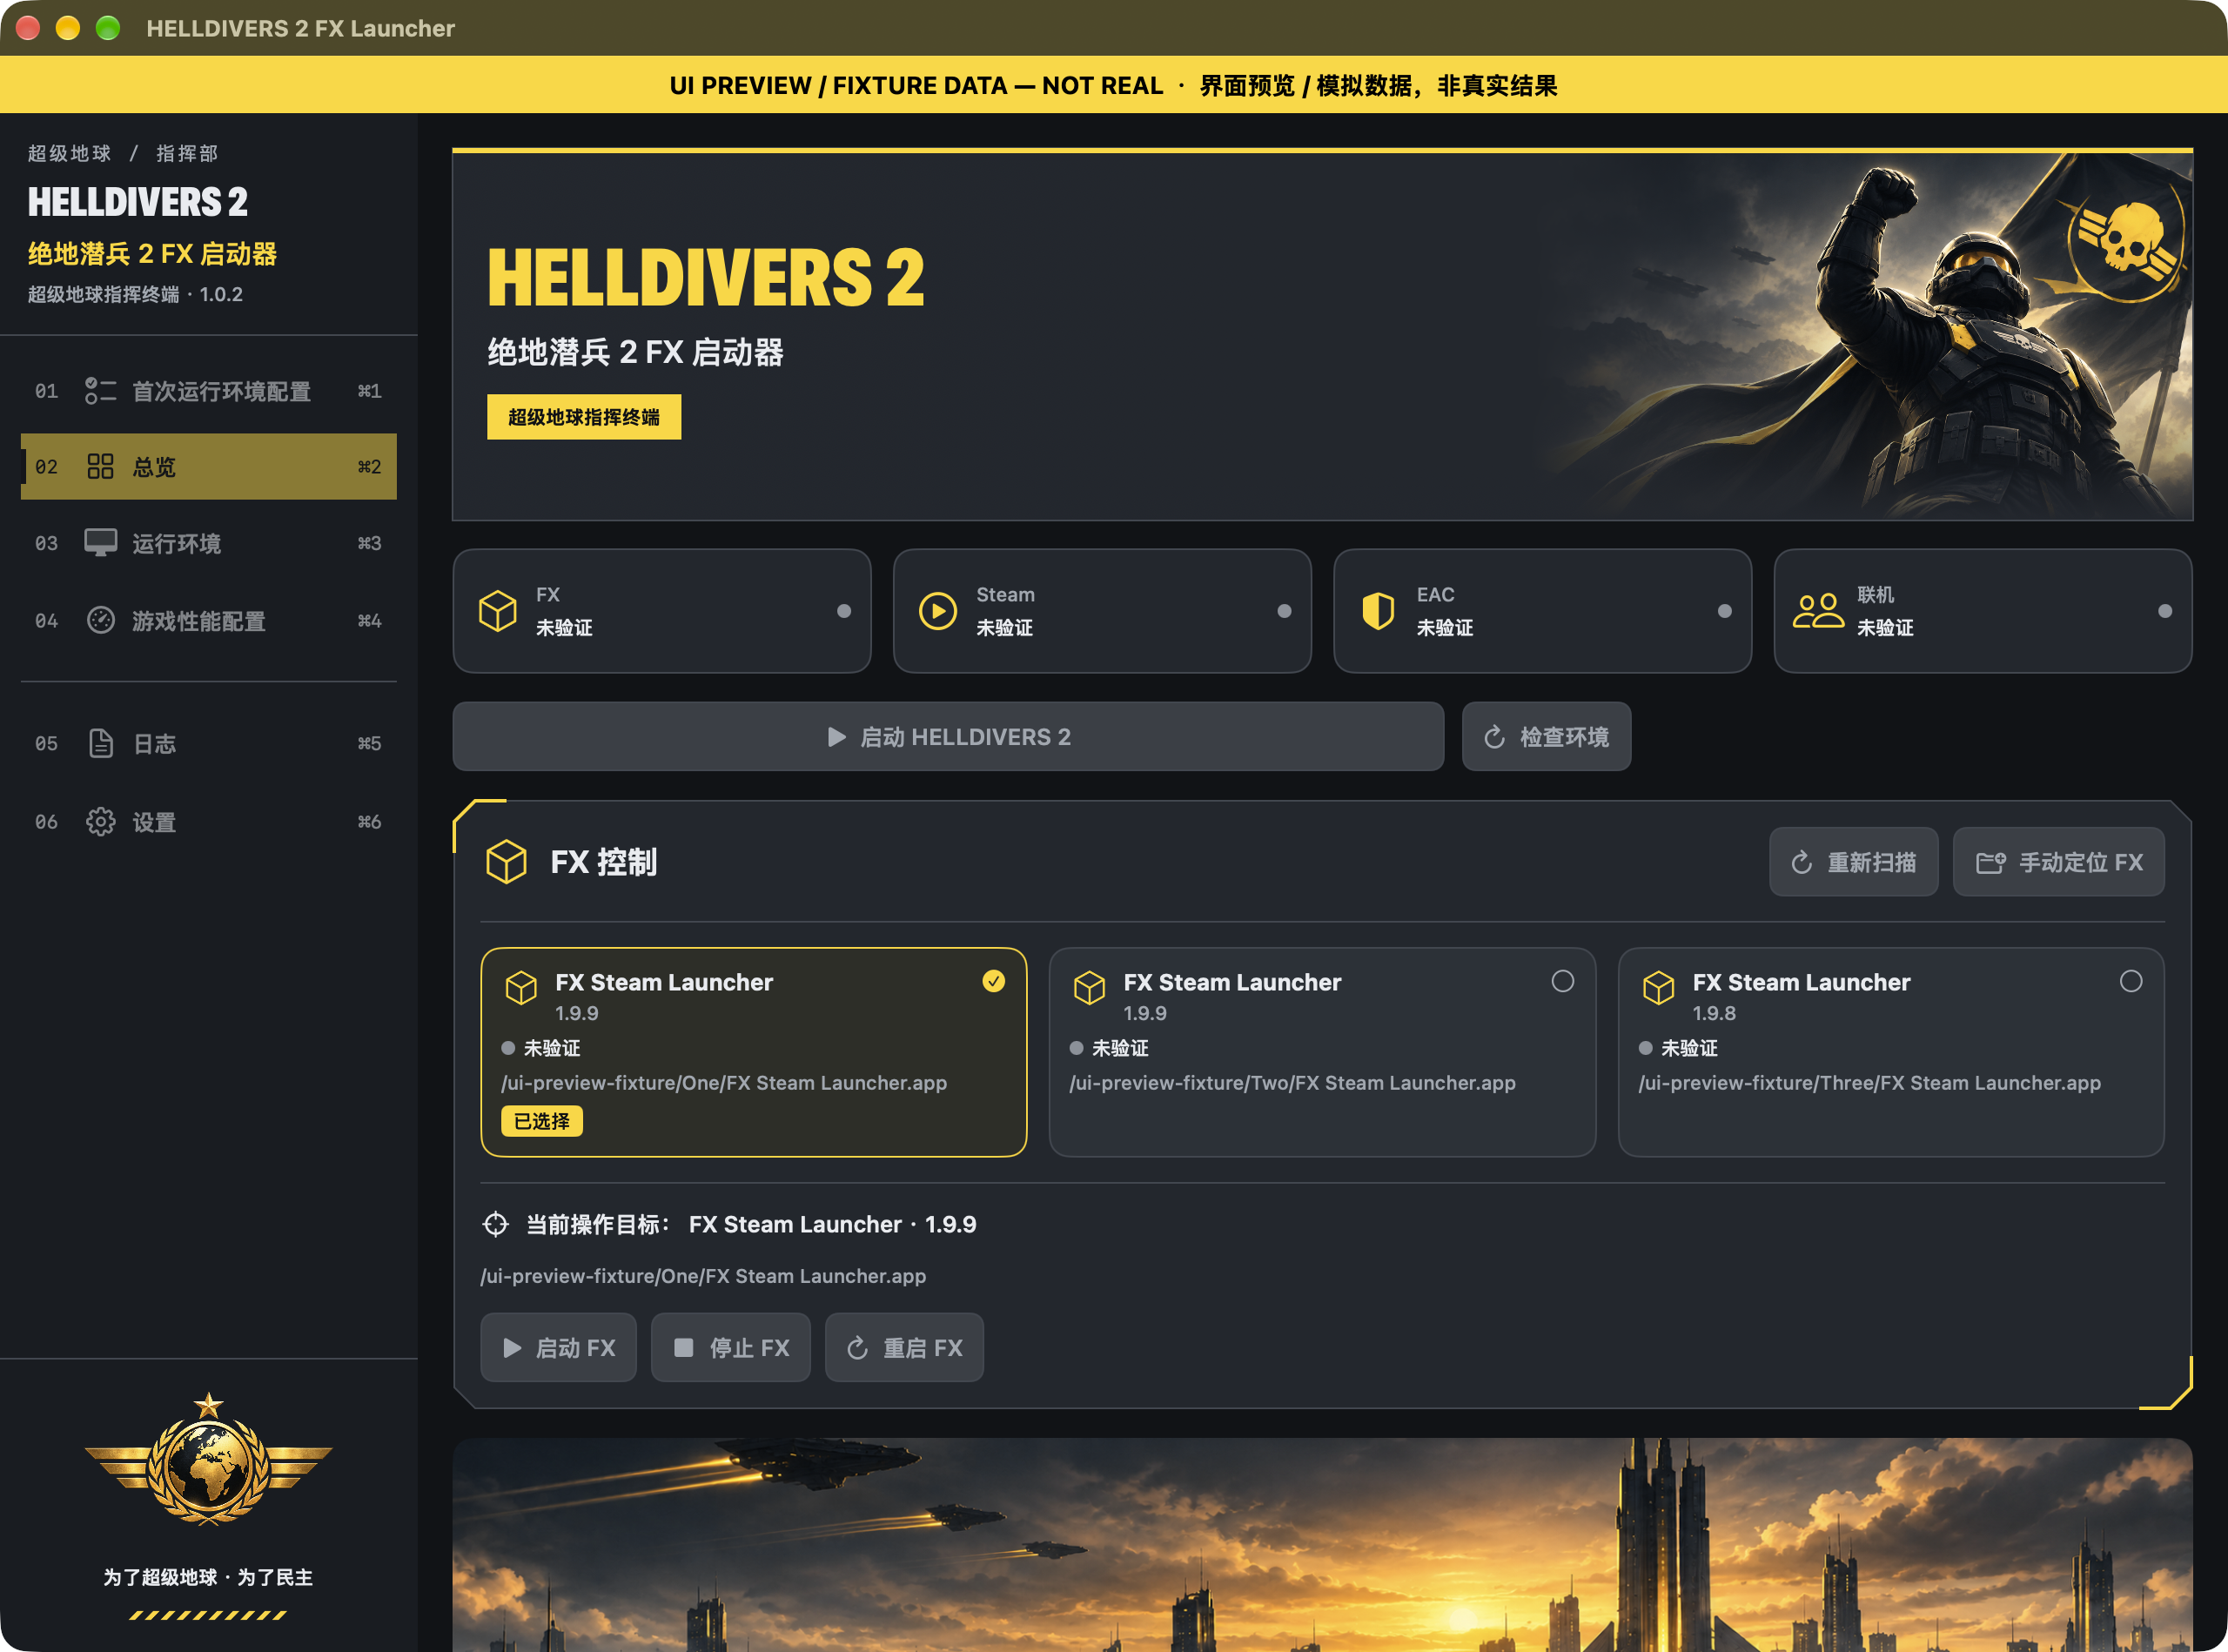 HELLDIVERS 2 FX Launcher
UI PREVIEW / FIXTURE DATA — NOT REAL · 界面预览 / 模拟数据，非真实结果
超级地球 / 指挥部
HELLDIVERS 2
绝地潜兵 2 FX 启动器
超级地球指挥终端 · 1.0.2
01 首次运行环境配置 ⌘1
02 总览 ⌘2
03 运行环境 ⌘3
04 游戏性能配置 ⌘4
05 日志 ⌘5
06 设置 ⌘6
为了超级地球 · 为了民主
HELLDIVERS 2
绝地潜兵 2 FX 启动器
超级地球指挥终端
FX
未验证
Steam
未验证
EAC
未验证
联机
未验证
启动 HELLDIVERS 2
检查环境
FX 控制
重新扫描
手动定位 FX
FX Steam Launcher
1.9.9
未验证
/ui-preview-fixture/One/FX Steam Launcher.app
已选择
FX Steam Launcher
1.9.9
未验证
/ui-preview-fixture/Two/FX Steam Launcher.app
FX Steam Launcher
1.9.8
未验证
/ui-preview-fixture/Three/FX Steam Launcher.app
当前操作目标： FX Steam Launcher · 1.9.9
/ui-preview-fixture/One/FX Steam Launcher.app
启动 FX
停止 FX
重启 FX